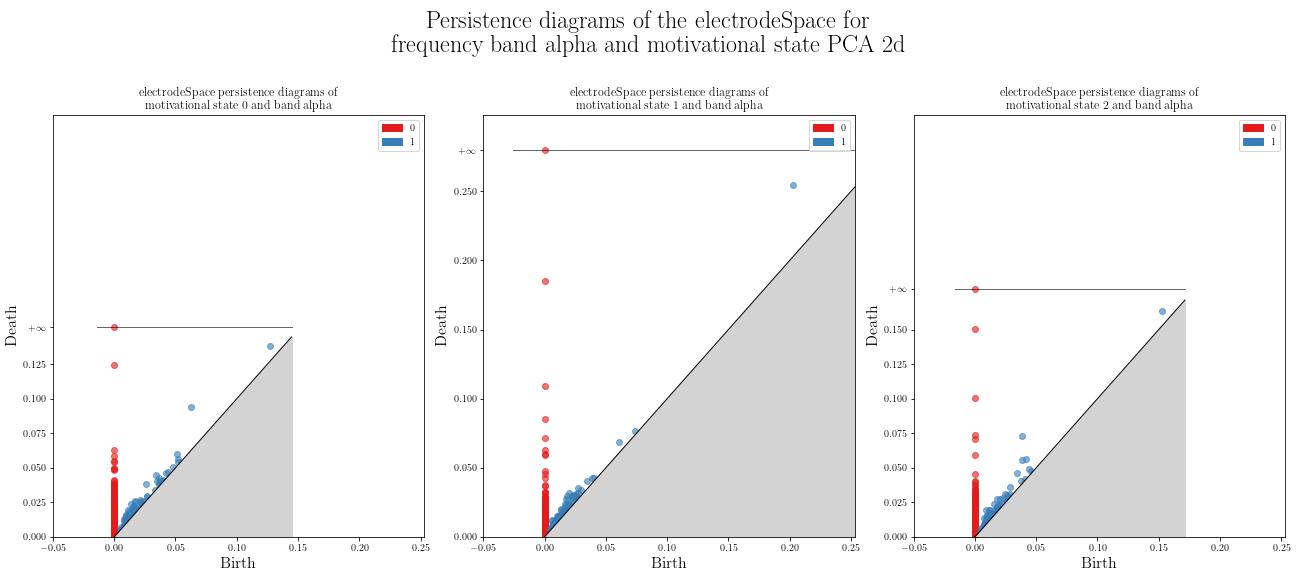 Persistence diagrams of the electrodeSpace for
frequency band alpha and motivational state PCA 2d
electrodeSpace persistence diagrams of
motivational state 0 and band alpha
0
1
+∞
0.125
0.100
0.075
0.050
0.025
0.000
Death
−0.05 0.00 0.05 0.10 0.15 0.20 0.25
Birth
electrodeSpace persistence diagrams of
motivational state 1 and band alpha
0
1
+∞
0.250
0.200
0.150
0.100
0.050
0.000
Death
−0.05 0.00 0.05 0.10 0.15 0.20 0.25
Birth
electrodeSpace persistence diagrams of
motivational state 2 and band alpha
0
1
+∞
0.150
0.125
0.100
0.075
0.050
0.025
0.000
Death
−0.05 0.00 0.05 0.10 0.15 0.20 0.25
Birth